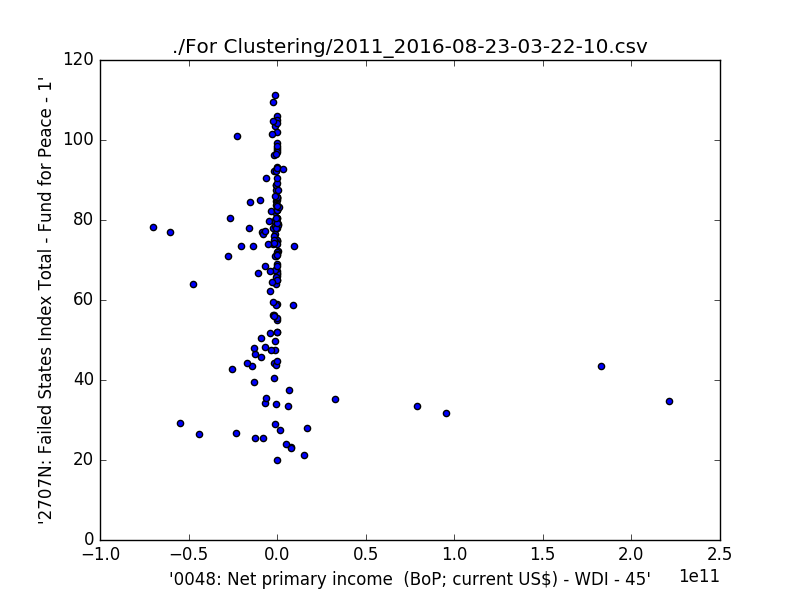 ./For Clustering/2011_2016-08-23-03-22-10.csv
'2707N: Failed States Index Total - Fund for Peace - 1'
120
100
80
60
40
20
0
−1.0 −0.5 0.0 0.5 1.0 1.5 2.0 2.5
1e11
'0048: Net primary income  (BoP; current US$) - WDI - 45'